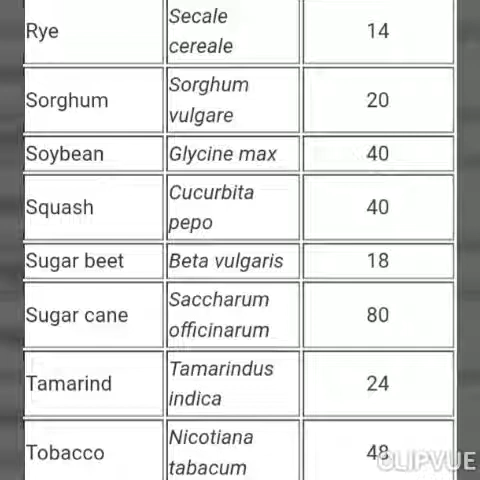 Rye Secale cereale 14
Sorghum Sorghum vulgare 20
Soybean Glycine max 40
Squash Cucurbita pepo 40
Sugar beet Beta vulgaris 18
Sugar cane Saccharum officinarum 80
Tamarind Tamarindus indica 24
Tobacco Nicotiana tabacum 48